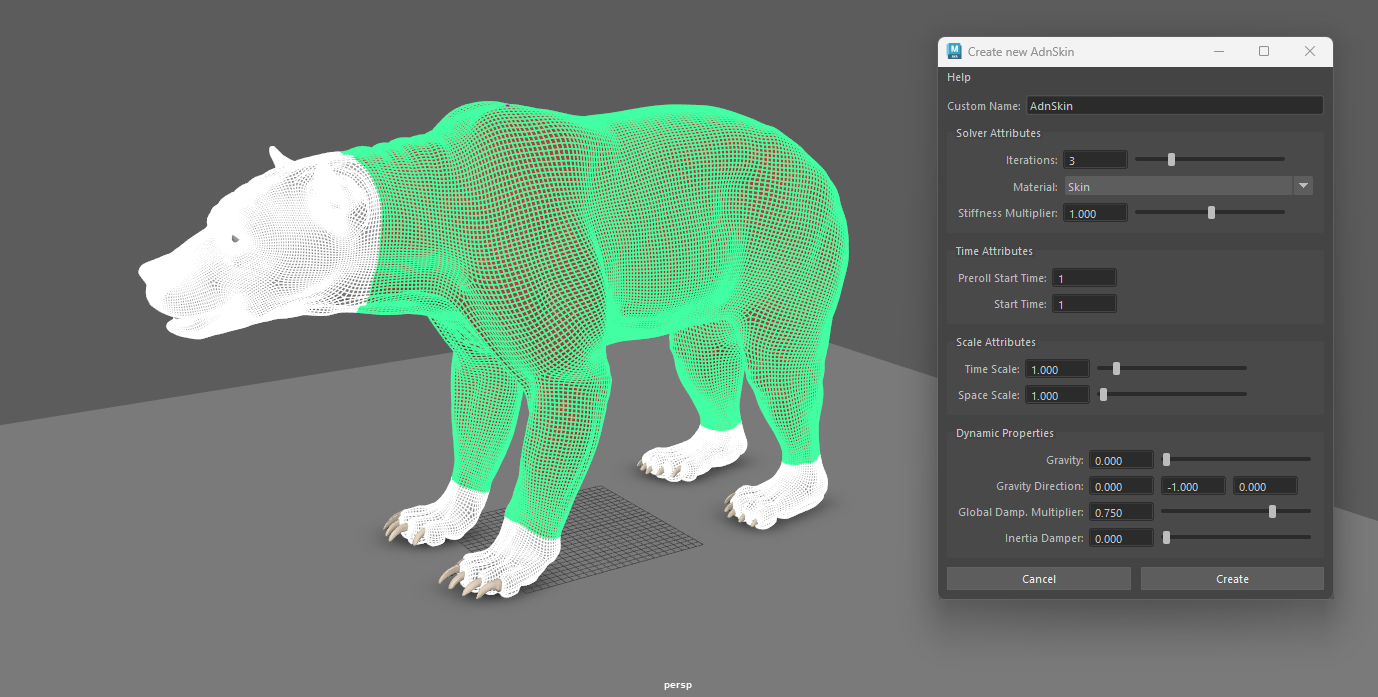 Create new AdnSkin
Help
Custom Name: AdnSkin
Solver Attributes
Iterations: 3
Material: Skin
Stiffness Multiplier: 1.000
Time Attributes
Preroll Start Time: 1
Start Time: 1
Scale Attributes
Time Scale: 1.000
Space Scale: 1.000
Dynamic Properties
Gravity: 0.000
Gravity Direction: 0.000 -1.000 0.000
Global Damp. Multiplier: 0.750
Inertia Damper: 0.000
Cancel Create
persp